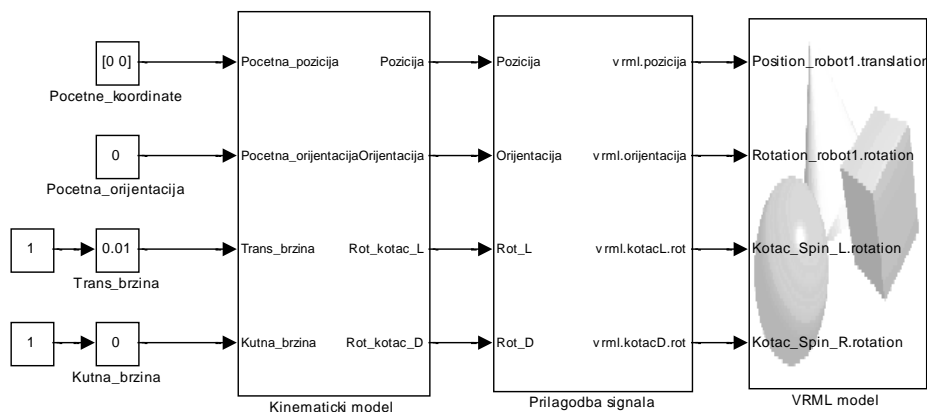 [0 0] Pocetna_pozicija Pozicija Pozicija vrml.pozicija Position_robot1.translation
Pocetne_koordinate
0 Pocetna_orijentacija Orijentacija Orijentacija vrml.orijentacija Rotation_robot1.rotation
Pocetna_orijentacija
1 0.01 Trans_brzina Rot_kotac_L Rot_L vrml.kotacL.rot Kotac_Spin_L.rotation
Trans_brzina
1 0 Kutna_brzina Rot_kotac_D Rot_D vrml.kotacD.rot Kotac_Spin_R.rotation
Kutna_brzina
Kinematicki model Prilagodba signala VRML model